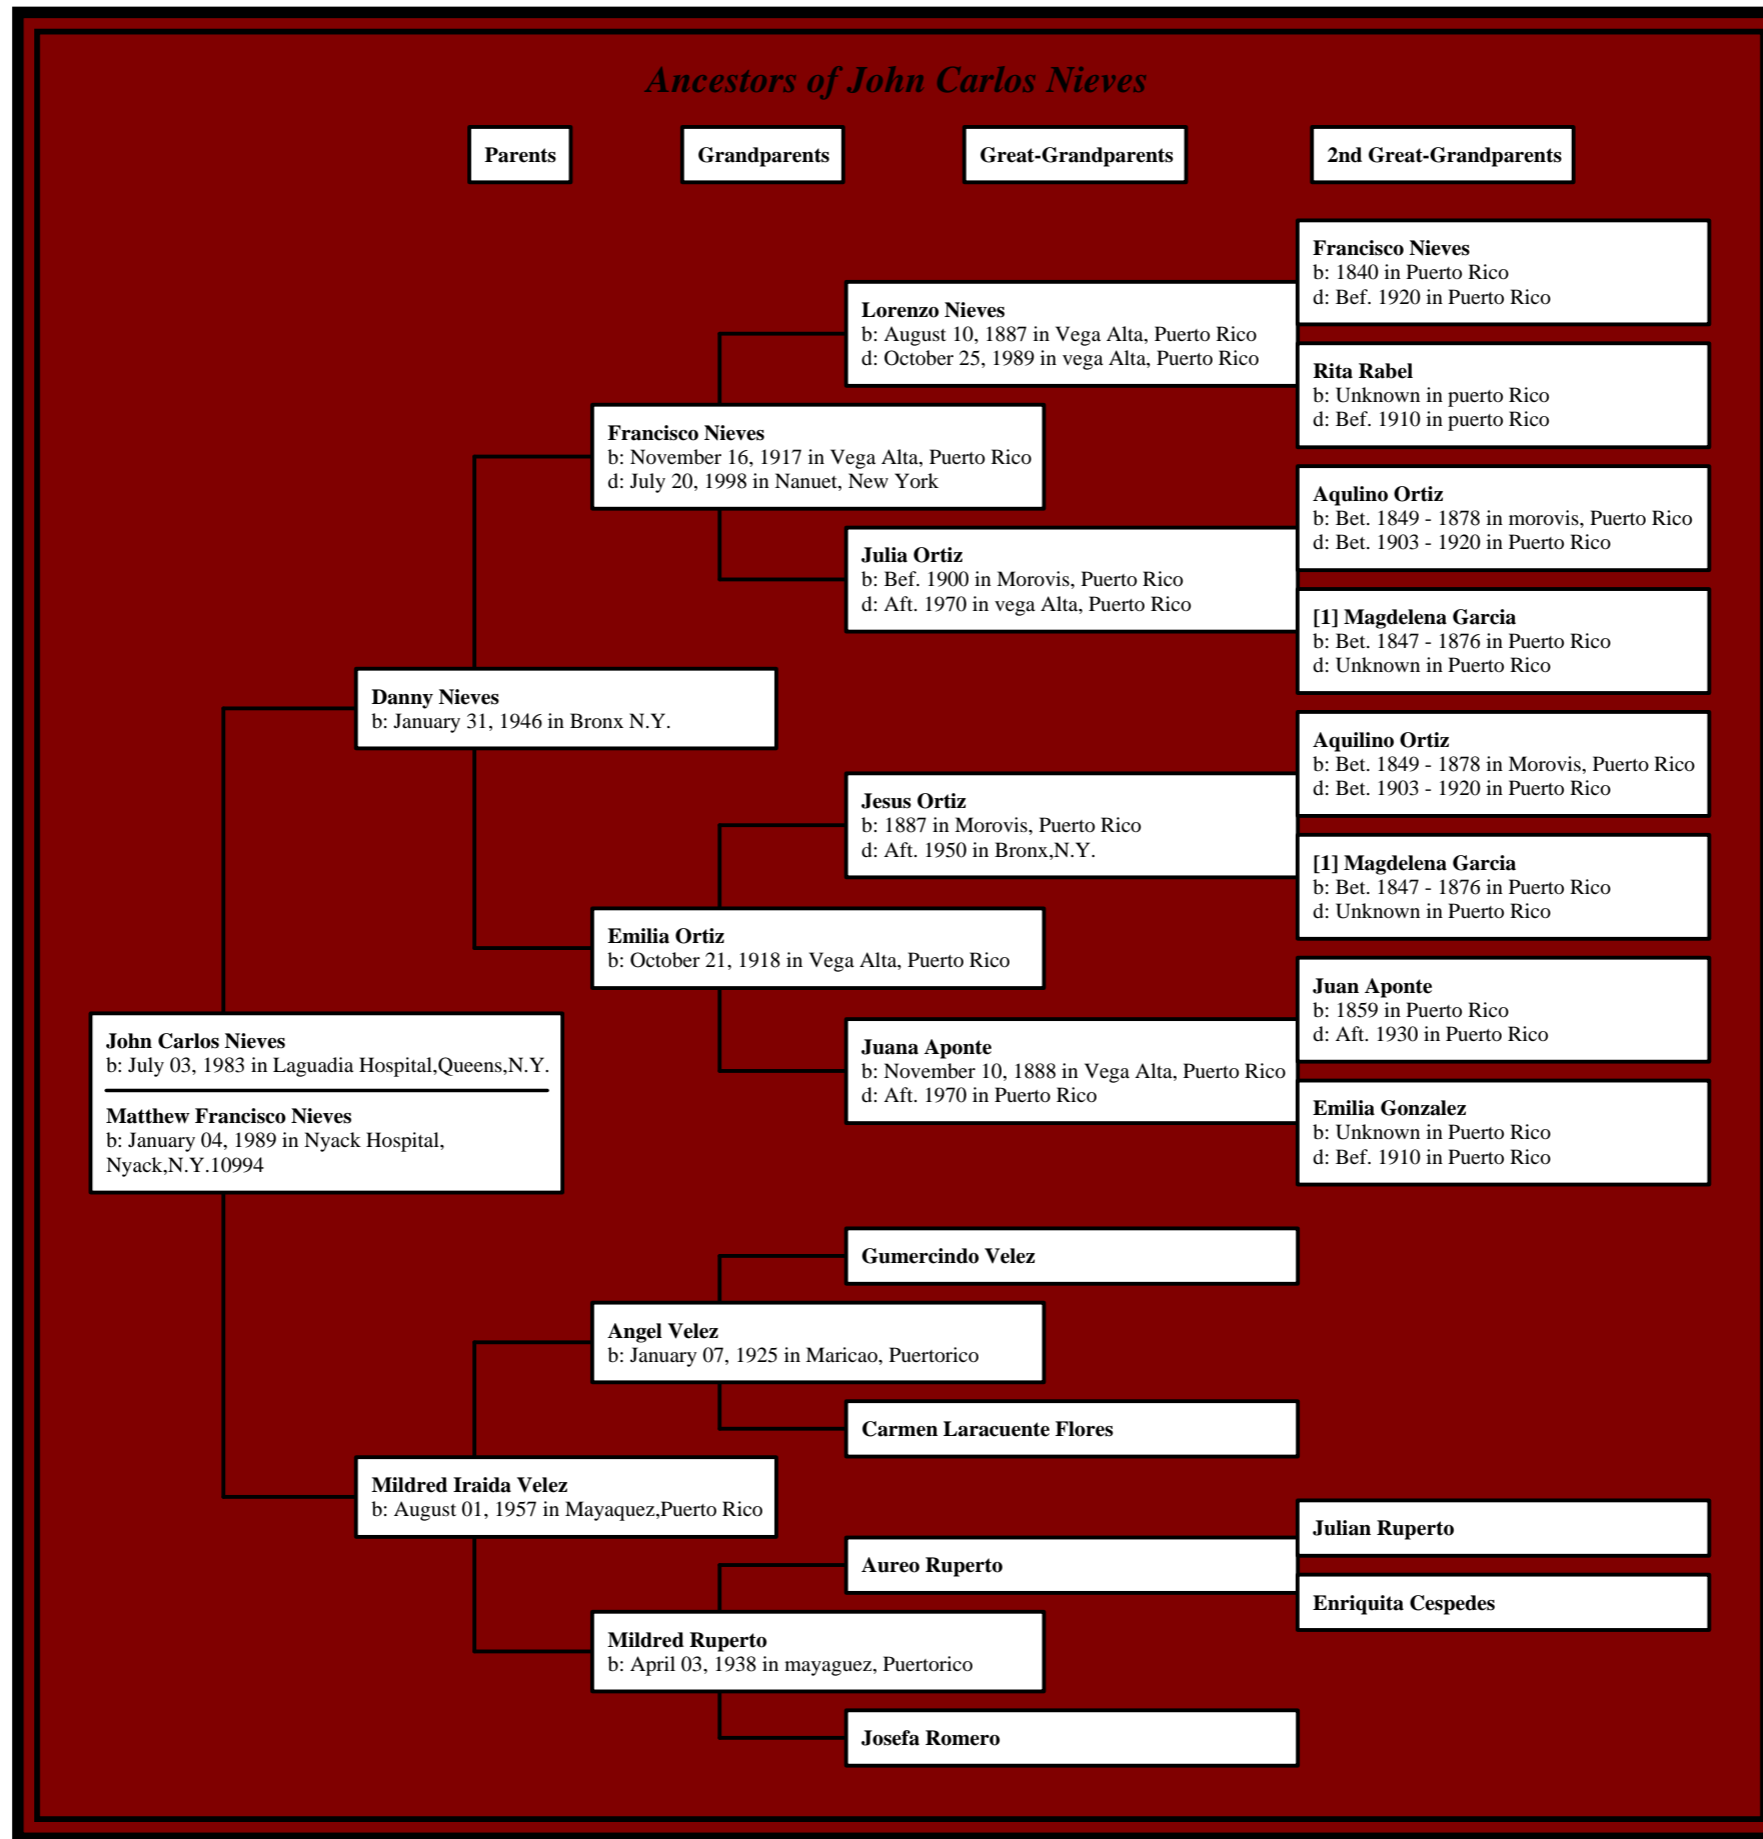 Ancestors of John Carlos Nieves
Parents
Grandparents
Great-Grandparents
2nd Great-Grandparents
Francisco Nieves
b: 1840 in Puerto Rico
d: Bef. 1920 in Puerto Rico
Lorenzo Nieves
b: August 10, 1887 in Vega Alta, Puerto Rico
d: October 25, 1989 in vega Alta, Puerto Rico
Rita Rabel
b: Unknown in puerto Rico
d: Bef. 1910 in puerto Rico
Francisco Nieves
b: November 16, 1917 in Vega Alta, Puerto Rico
d: July 20, 1998 in Nanuet, New York
Aqulino Ortiz
b: Bet. 1849 - 1878 in morovis, Puerto Rico
d: Bet. 1903 - 1920 in Puerto Rico
Julia Ortiz
b: Bef. 1900 in Morovis, Puerto Rico
d: Aft. 1970 in vega Alta, Puerto Rico
[1] Magdelena Garcia
b: Bet. 1847 - 1876 in Puerto Rico
d: Unknown in Puerto Rico
Danny Nieves
b: January 31, 1946 in Bronx N.Y.
Aquilino Ortiz
b: Bet. 1849 - 1878 in Morovis, Puerto Rico
d: Bet. 1903 - 1920 in Puerto Rico
Jesus Ortiz
b: 1887 in Morovis, Puerto Rico
d: Aft. 1950 in Bronx,N.Y.
[1] Magdelena Garcia
b: Bet. 1847 - 1876 in Puerto Rico
d: Unknown in Puerto Rico
Emilia Ortiz
b: October 21, 1918 in Vega Alta, Puerto Rico
Juan Aponte
b: 1859 in Puerto Rico
d: Aft. 1930 in Puerto Rico
Juana Aponte
b: November 10, 1888 in Vega Alta, Puerto Rico
d: Aft. 1970 in Puerto Rico
Emilia Gonzalez
b: Unknown in Puerto Rico
d: Bef. 1910 in Puerto Rico
John Carlos Nieves
b: July 03, 1983 in Laguadia Hospital,Queens,N.Y.
Matthew Francisco Nieves
b: January 04, 1989 in Nyack Hospital,
Nyack,N.Y.10994
Gumercindo Velez
Angel Velez
b: January 07, 1925 in Maricao, Puertorico
Carmen Laracuente Flores
Mildred Iraida Velez
b: August 01, 1957 in Mayaquez,Puerto Rico
Julian Ruperto
Aureo Ruperto
Enriquita Cespedes
Mildred Ruperto
b: April 03, 1938 in mayaguez, Puertorico
Josefa Romero